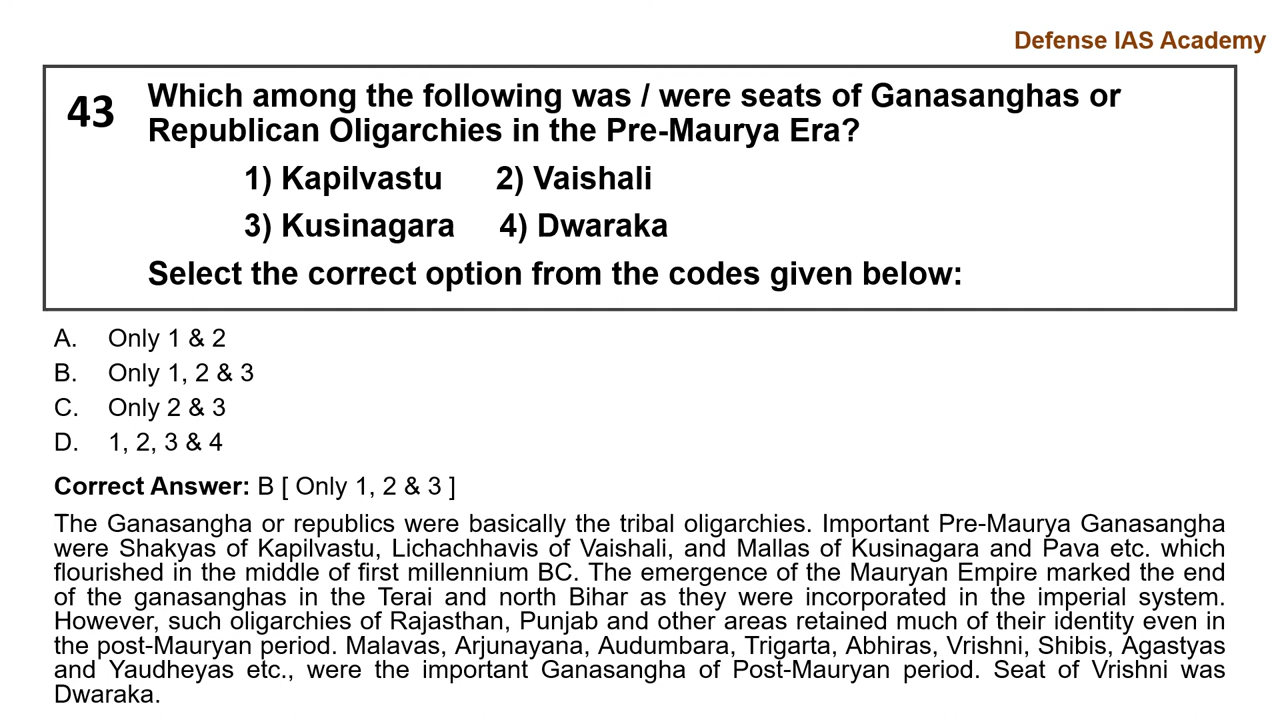 Defense IAS Academy
43 Which among the following was / were seats of Ganasanghas or
Republican Oligarchies in the Pre-Maurya Era?
1) Kapilvastu 2) Vaishali
3) Kusinagara 4) Dwaraka
Select the correct option from the codes given below:
A. Only 1 & 2
B. Only 1, 2 & 3
C. Only 2 & 3
D. 1, 2, 3 & 4
Correct Answer: B [ Only 1, 2 & 3 ]
The Ganasangha or republics were basically the tribal oligarchies. Important Pre-Maurya Ganasangha
were Shakyas of Kapilvastu, Lichachhavis of Vaishali, and Mallas of Kusinagara and Pava etc. which
flourished in the middle of first millennium BC. The emergence of the Mauryan Empire marked the end
of the ganasanghas in the Terai and north Bihar as they were incorporated in the imperial system.
However, such oligarchies of Rajasthan, Punjab and other areas retained much of their identity even in
the post-Mauryan period. Malavas, Arjunayana, Audumbara, Trigarta, Abhiras, Vrishni, Shibis, Agastyas
and Yaudheyas etc., were the important Ganasangha of Post-Mauryan period. Seat of Vrishni was
Dwaraka.